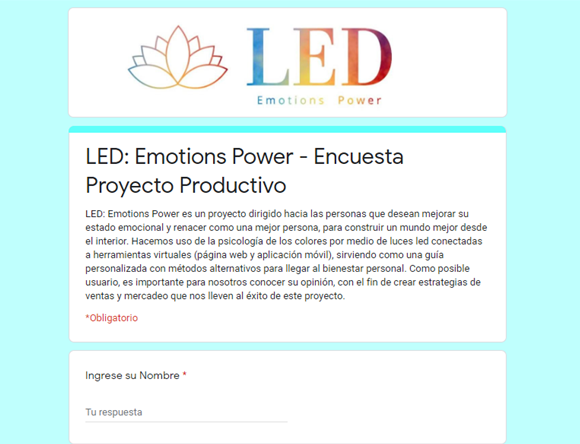 LED
Emotions Power
LED: Emotions Power - Encuesta
Proyecto Productivo
LED: Emotions Power es un proyecto dirigido hacia las personas que desean mejorar su
estado emocional y renacer como una mejor persona, para construir un mundo mejor desde
el interior. Hacemos uso de la psicología de los colores por medio de luces led conectadas
a herramientas virtuales (página web y aplicación móvil), sirviendo como una guía
personalizada con métodos alternativos para llegar al bienestar personal. Como posible
usuario, es importante para nosotros conocer su opinión, con el fin de crear estrategias de
ventas y mercadeo que nos lleven al éxito de este proyecto.
*Obligatorio
Ingrese su Nombre *
Tu respuesta